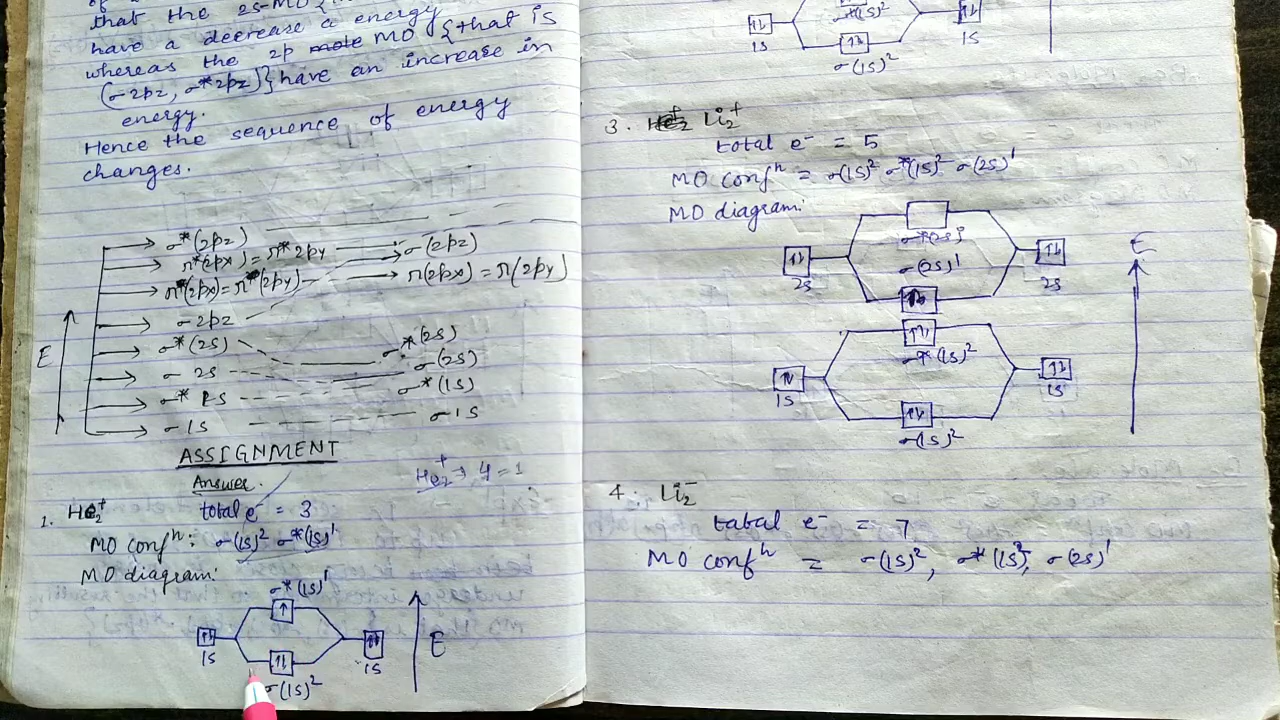 that the 2s-MO
have a decrease a energy
whereas the 2p MO {that is
(σ2pz, σ*2pz)} have an increase in
energy.
Hence the sequence of energy
changes.
σ*(2pz)
π*(2px) = π*2py
σ(2pz)
π*(2px) = π*(2py)
π(2px) = π(2py)
σ2pz
σ*(2s)
σ*(2s)
σ 2s
σ(2s)
σ* 1s
σ*(1s)
σ1s
σ1s
E
ASSIGNMENT
Answer.
He2+ → 4=1
1. He2+ total e- = 3
MO confn: σ(1s)2 σ*(1s)1
MO diagram:
σ*(1s)1
↑
↑↓
1s
↑↓
1s
↑↓
σ(1s)2
E
↑↓
1s
σ*(1s)2
↑↓
σ(1s)2
↑↓
1s
3. Li2+
total e- = 5
MO confn = σ(1s)2 σ*(1s)2 σ(2s)1
MO diagram:
σ*(2s)
↑↓
2s
σ(2s)1
↑↓
2s
E
↑↓
σ*(1s)2
↑↓
1s
↑↓
1s
↑↓
σ(1s)2
4. Li2-
total e- = 7
MO confn = σ(1s)2, σ*(1s)2, σ(2s)1